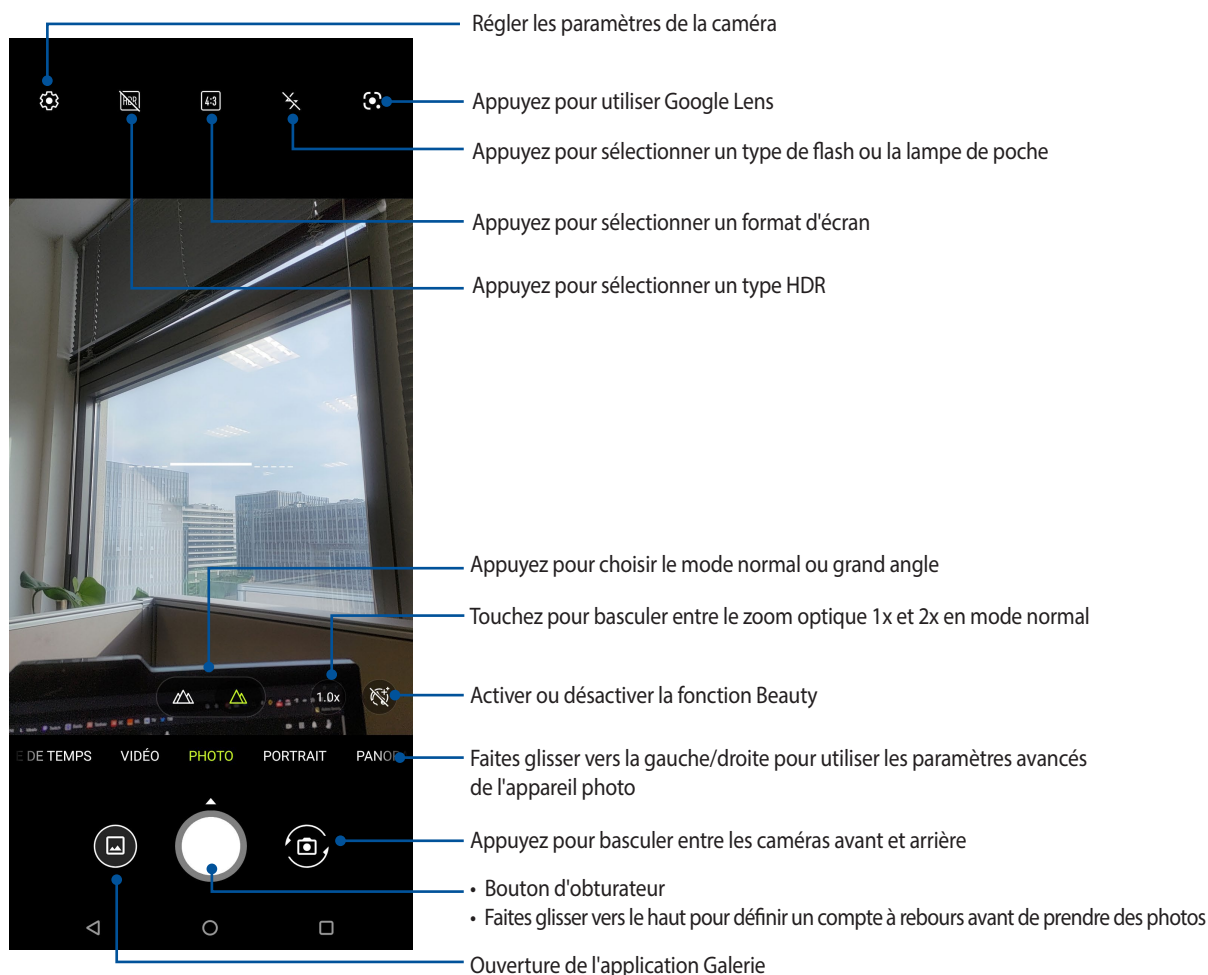 Régler les paramètres de la caméra
HDR
4:3
Appuyez pour utiliser Google Lens
Appuyez pour sélectionner un type de flash ou la lampe de poche
Appuyez pour sélectionner un format d'écran
Appuyez pour sélectionner un type HDR
Appuyez pour choisir le mode normal ou grand angle
Touchez pour basculer entre le zoom optique 1x et 2x en mode normal
1.0x
Activer ou désactiver la fonction Beauty
E DE TEMPS VIDÉO PHOTO PORTRAIT PANOR
Faites glisser vers la gauche/droite pour utiliser les paramètres avancés
de l'appareil photo
Appuyez pour basculer entre les caméras avant et arrière
• Bouton d'obturateur
• Faites glisser vers le haut pour définir un compte à rebours avant de prendre des photos
Ouverture de l'application Galerie